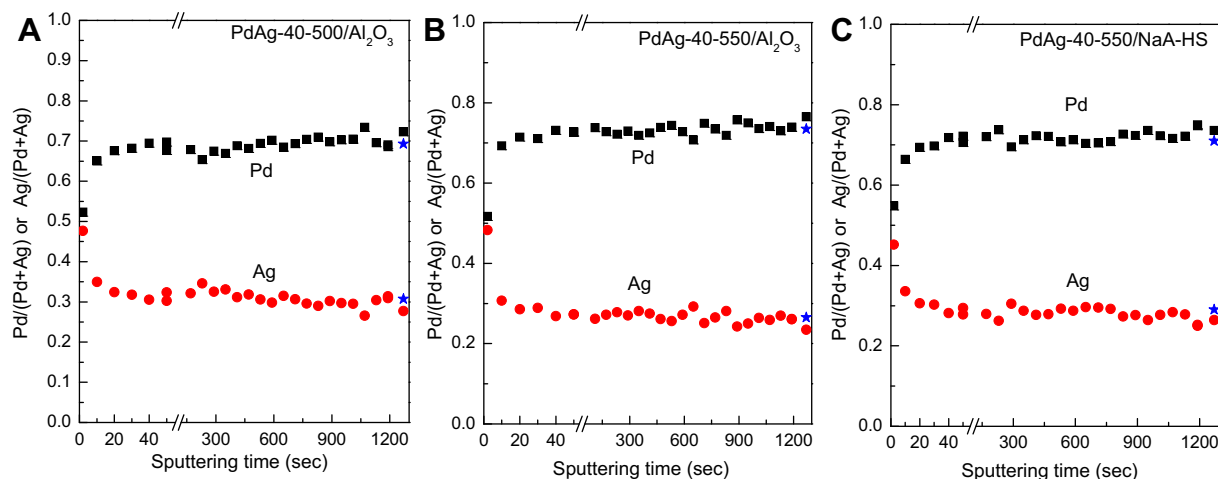 A
PdAg-40-500/Al₂O₃
Pd/(Pd+Ag) or Ag/(Pd+Ag)
1.0
0.9
0.8
0.7
0.6
0.5
0.4
0.3
0.2
0.1
0.0
Pd
Ag
0 20 40 300 600 900 1200
Sputtering time (sec)
B
PdAg-40-550/Al₂O₃
Pd/(Pd+Ag) or Ag/(Pd+Ag)
1.0
0.8
0.6
0.4
0.2
0.0
Pd
Ag
0 20 40 300 600 900 1200
Sputtering time (sec)
C
PdAg-40-550/NaA-HS
Pd/(Pd+Ag) or Ag/(Pd+Ag)
1.0
0.8
0.6
0.4
0.2
0.0
Pd
Ag
0 20 40 300 600 900 1200
Sputtering time (sec)